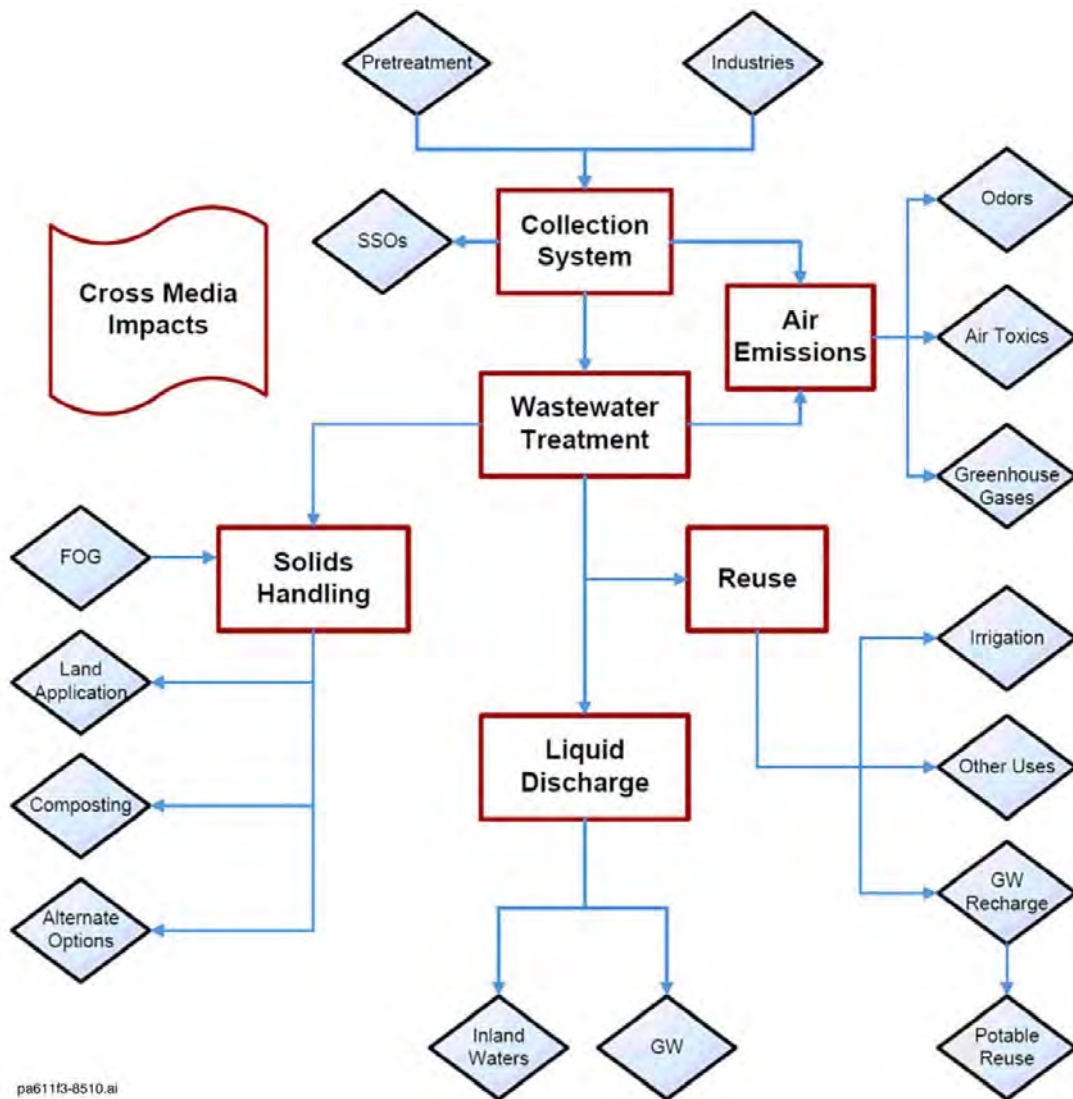 Pretreatment
Industries
Odors
SSOs
Collection
System
Cross Media
Impacts
Air
Emissions
Air Toxics
Wastewater
Treatment
Greenhouse
Gases
FOG
Solids
Handling
Reuse
Irrigation
Land
Application
Liquid
Discharge
Other Uses
Composting
GW
Recharge
Alternate
Options
Inland
Waters
GW
Potable
Reuse
pa611f3-8510.ai